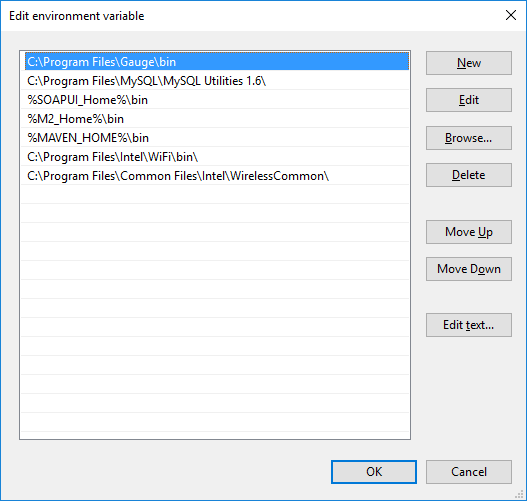 Edit environment variable
C:\Program Files\Gauge\bin
C:\Program Files\MySQL\MySQL Utilities 1.6\
%SOAPUI_Home%\bin
%M2_Home%\bin
%MAVEN_HOME%\bin
C:\Program Files\Intel\WiFi\bin\
C:\Program Files\Common Files\Intel\WirelessCommon\
New
Edit
Browse...
Delete
Move Up
Move Down
Edit text...
OK
Cancel